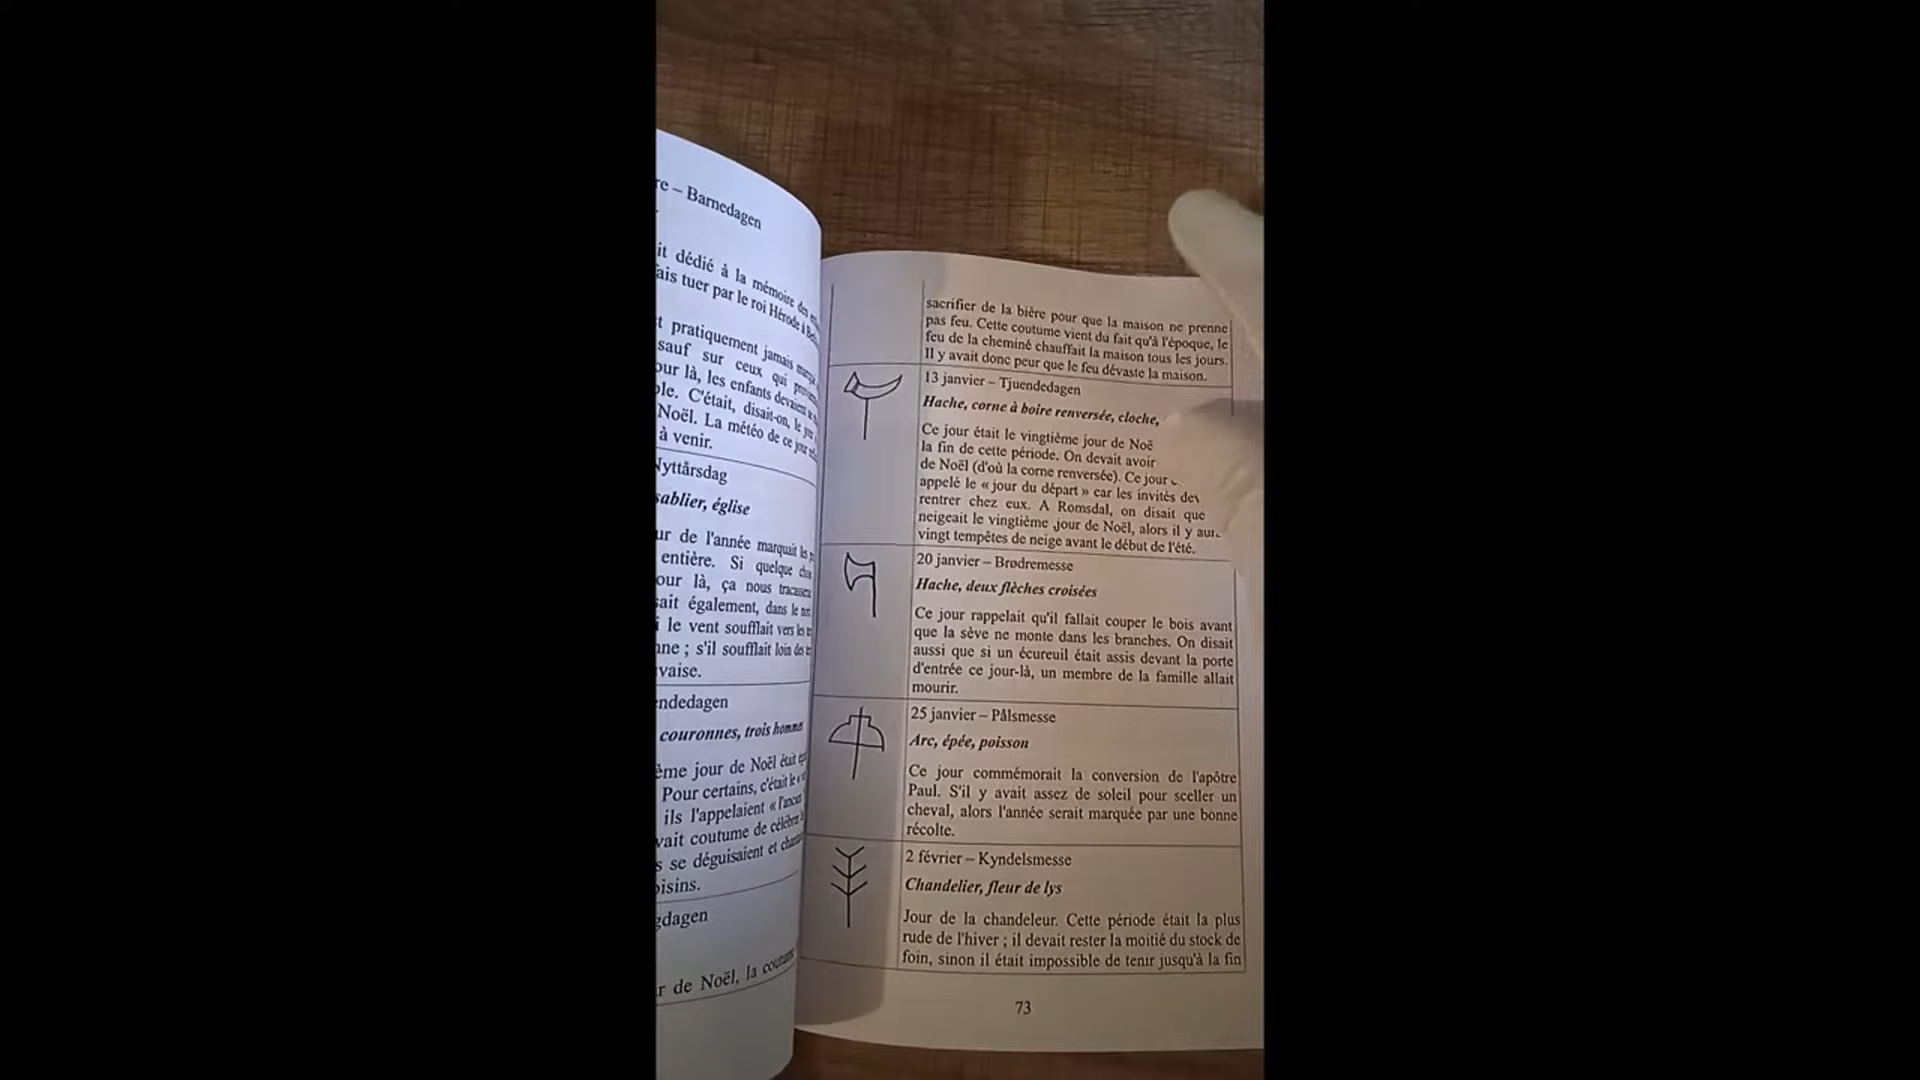 re – Barnedagen
it dédié à la mémoire des
ais tuer par le roi Hérode à
t pratiquement jamais
sauf sur ceux qui
our là, les enfants devaient
ple. C'était, disait-on, le jour
Noël. La météo de ce jour
à venir.
Nyttårsdag
sablier, église
ur de l'année marquait les
entière. Si quelque
our là, ça nous
sait également, dans le
i le vent soufflait vers les
nne ; s'il soufflait loin des
vaise.
endedagen
couronnes, trois hommes
ème jour de Noël était
Pour certains, c'était le «
ils l'appelaient « l'ancien
vait coutume de célébrer
s se déguisaient et
oisins.
gdagen
r de Noël, la coutume
sacrifier de la bière pour que la maison ne prenne
pas feu. Cette coutume vient du fait qu'à l'époque, le
feu de la cheminé chauffait la maison tous les jours.
Il y avait donc peur que le feu dévaste la maison.
13 janvier – Tjuendedagen
Hache, corne à boire renversée, cloche,
Ce jour était le vingtième jour de Noë
la fin de cette période. On devait avoir
de Noël (d'où la corne renversée). Ce jour
appelé le « jour du départ » car les invités dev
rentrer chez eux. A Romsdal, on disait que
neigeait le vingtième jour de Noël, alors il y aur
vingt tempêtes de neige avant le début de l'été.
20 janvier – Brødremesse
Hache, deux flèches croisées
Ce jour rappelait qu'il fallait couper le bois avant
que la sève ne monte dans les branches. On disait
aussi que si un écureuil était assis devant la porte
d'entrée ce jour-là, un membre de la famille allait
mourir.
25 janvier – Pålsmesse
Arc, épée, poisson
Ce jour commémorait la conversion de l'apôtre
Paul. S'il y avait assez de soleil pour sceller un
cheval, alors l'année serait marquée par une bonne
récolte.
2 février – Kyndelsmesse
Chandelier, fleur de lys
Jour de la chandeleur. Cette période était la plus
rude de l'hiver ; il devait rester la moitié du stock de
foin, sinon il était impossible de tenir jusqu'à la fin
73